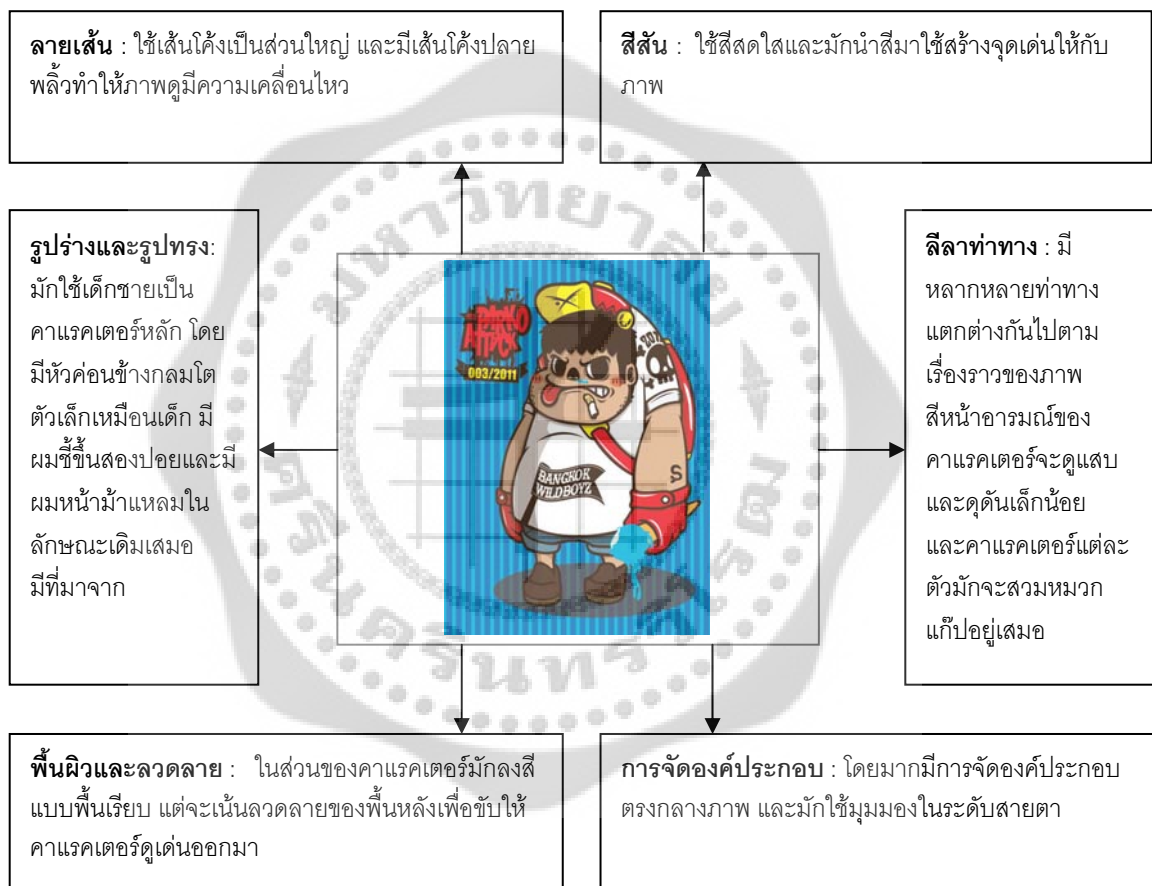 ลายเส้น : ใช้เส้นโค้งเป็นส่วนใหญ่ และมีเส้นโค้งปลาย
พลิ้วทำให้ภาพดูมีความเคลื่อนไหว
สีสัน : ใช้สีสดใสและมักนำสีมาใช้สร้างจุดเด่นให้กับ
ภาพ
รูปร่างและรูปทรง:
มักใช้เด็กชายเป็น
คาแรคเตอร์หลัก โดย
มีหัวค่อนข้างกลมโต
ตัวเล็กเหมือนเด็ก มี
ผมชี้ขึ้นสองปอยและมี
ผมหน้าม้าแหลมใน
ลักษณะเดิมเสมอ
มีที่มาจาก
มหาวิทยาลัย
ศรีนครินทรวิโรฒ
ATTACK
003/2011
BANGKOK
WILDBOYZ
S
ลีลาท่าทาง : มี
หลากหลายท่าทาง
แตกต่างกันไปตาม
เรื่องราวของภาพ
สีหน้าอารมณ์ของ
คาแรคเตอร์จะดูแสบ
และดุดันเล็กน้อย
และคาแรคเตอร์แต่ละ
ตัวมักจะสวมหมวก
แก๊ปอยู่เสมอ
พื้นผิวและลวดลาย : ในส่วนของคาแรคเตอร์มักลงสี
แบบพื้นเรียบ แต่จะเน้นลวดลายของพื้นหลังเพื่อขับให้
คาแรคเตอร์ดูเด่นออกมา
การจัดองค์ประกอบ : โดยมากมีการจัดองค์ประกอบ
ตรงกลางภาพ และมักใช้มุมมองในระดับสายตา